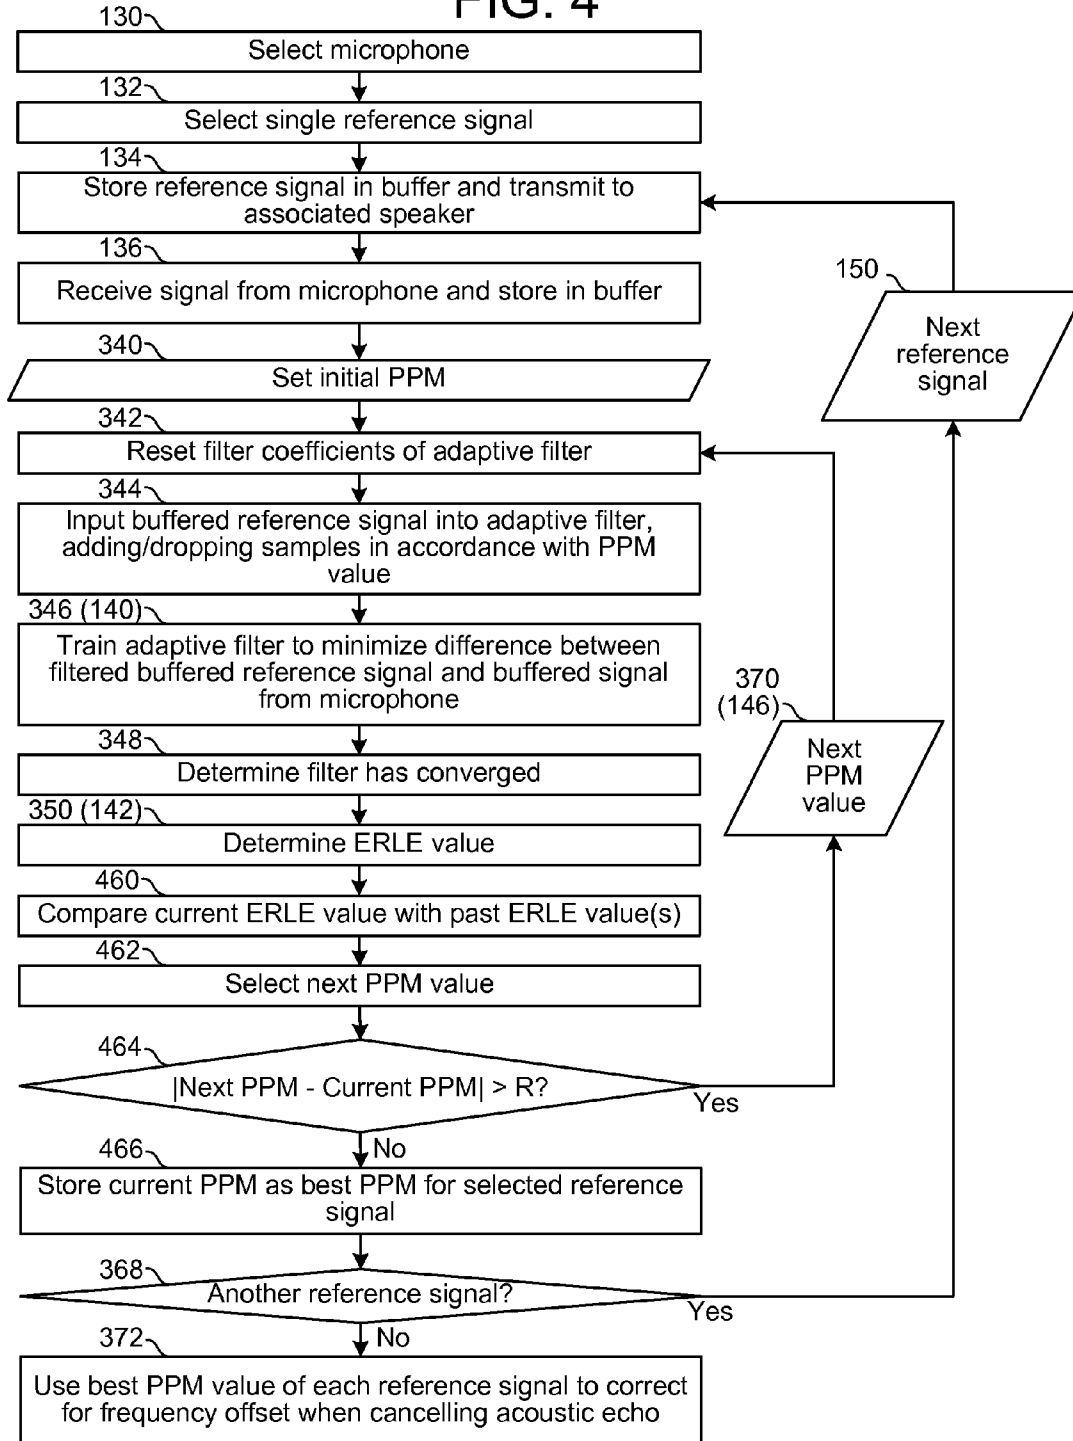 FIG. 4
130
Select microphone
132
Select single reference signal
134
Store reference signal in buffer and transmit to
associated speaker
136
Receive signal from microphone and store in buffer
150
Next
reference
signal
340
Set initial PPM
342
Reset filter coefficients of adaptive filter
344
Input buffered reference signal into adaptive filter,
adding/dropping samples in accordance with PPM
value
346 (140)
Train adaptive filter to minimize difference between
filtered buffered reference signal and buffered signal
from microphone
370
(146)
Next
PPM
value
348
Determine filter has converged
350 (142)
Determine ERLE value
460
Compare current ERLE value with past ERLE value(s)
462
Select next PPM value
464
|Next PPM - Current PPM| > R?
Yes
No
466
Store current PPM as best PPM for selected reference
signal
368
Another reference signal?
Yes
No
372
Use best PPM value of each reference signal to correct
for frequency offset when cancelling acoustic echo